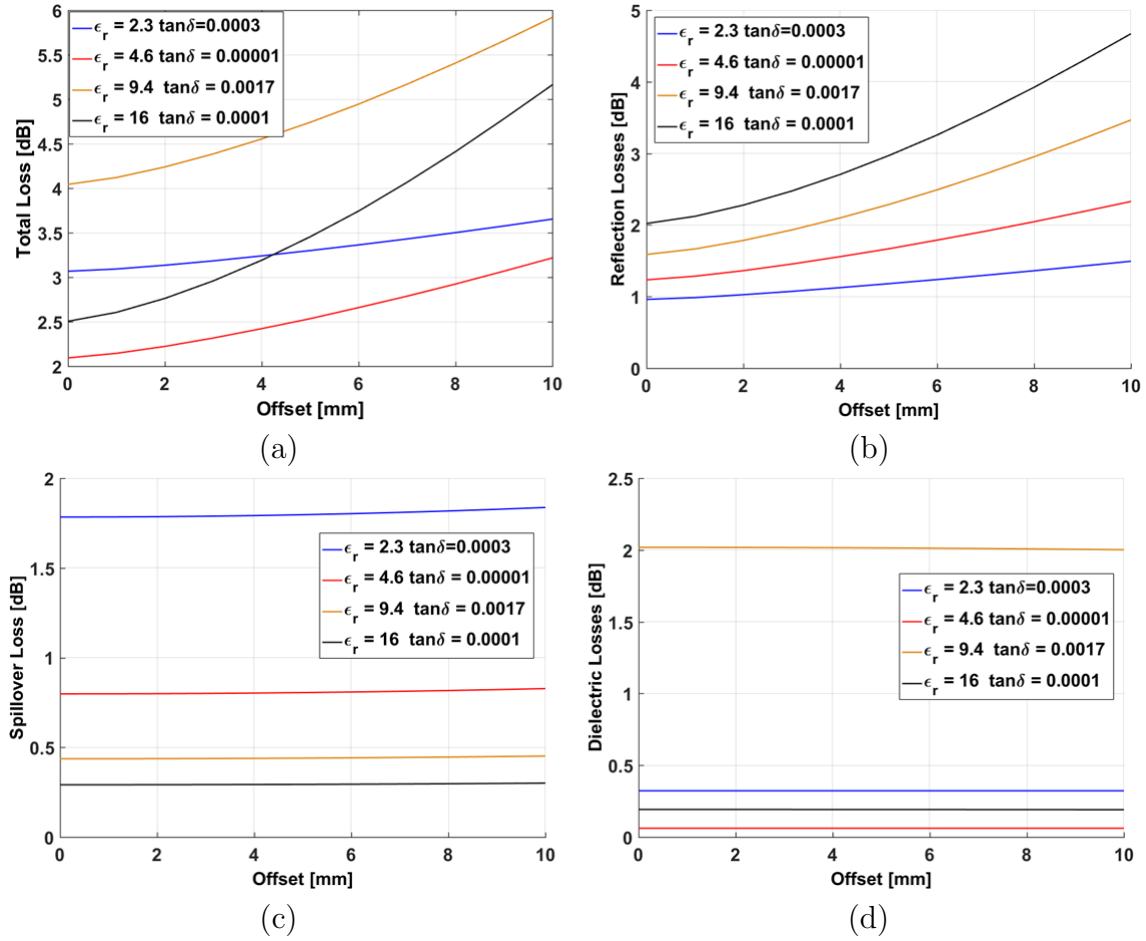 6
5.5
5
4.5
4
3.5
3
2.5
2
Total Loss [dB]
ϵr = 2.3 tanδ=0.0003
ϵr = 4.6 tanδ = 0.00001
ϵr = 9.4 tanδ = 0.0017
ϵr = 16 tanδ = 0.0001
0 2 4 6 8 10
Offset [mm]
(a)
5
4
3
2
1
0
Reflection Losses [dB]
ϵr = 2.3 tanδ=0.0003
ϵr = 4.6 tanδ = 0.00001
ϵr = 9.4 tanδ = 0.0017
ϵr = 16 tanδ = 0.0001
0 2 4 6 8 10
Offset [mm]
(b)
2
1.5
1
0.5
0
Spillover Loss [dB]
ϵr = 2.3 tanδ=0.0003
ϵr = 4.6 tanδ = 0.00001
ϵr = 9.4 tanδ = 0.0017
ϵr = 16 tanδ = 0.0001
0 2 4 6 8 10
Offset [mm]
(c)
2.5
2
1.5
1
0.5
0
Dielectric Losses [dB]
ϵr = 2.3 tanδ=0.0003
ϵr = 4.6 tanδ = 0.00001
ϵr = 9.4 tanδ = 0.0017
ϵr = 16 tanδ = 0.0001
0 2 4 6 8 10
Offset [mm]
(d)